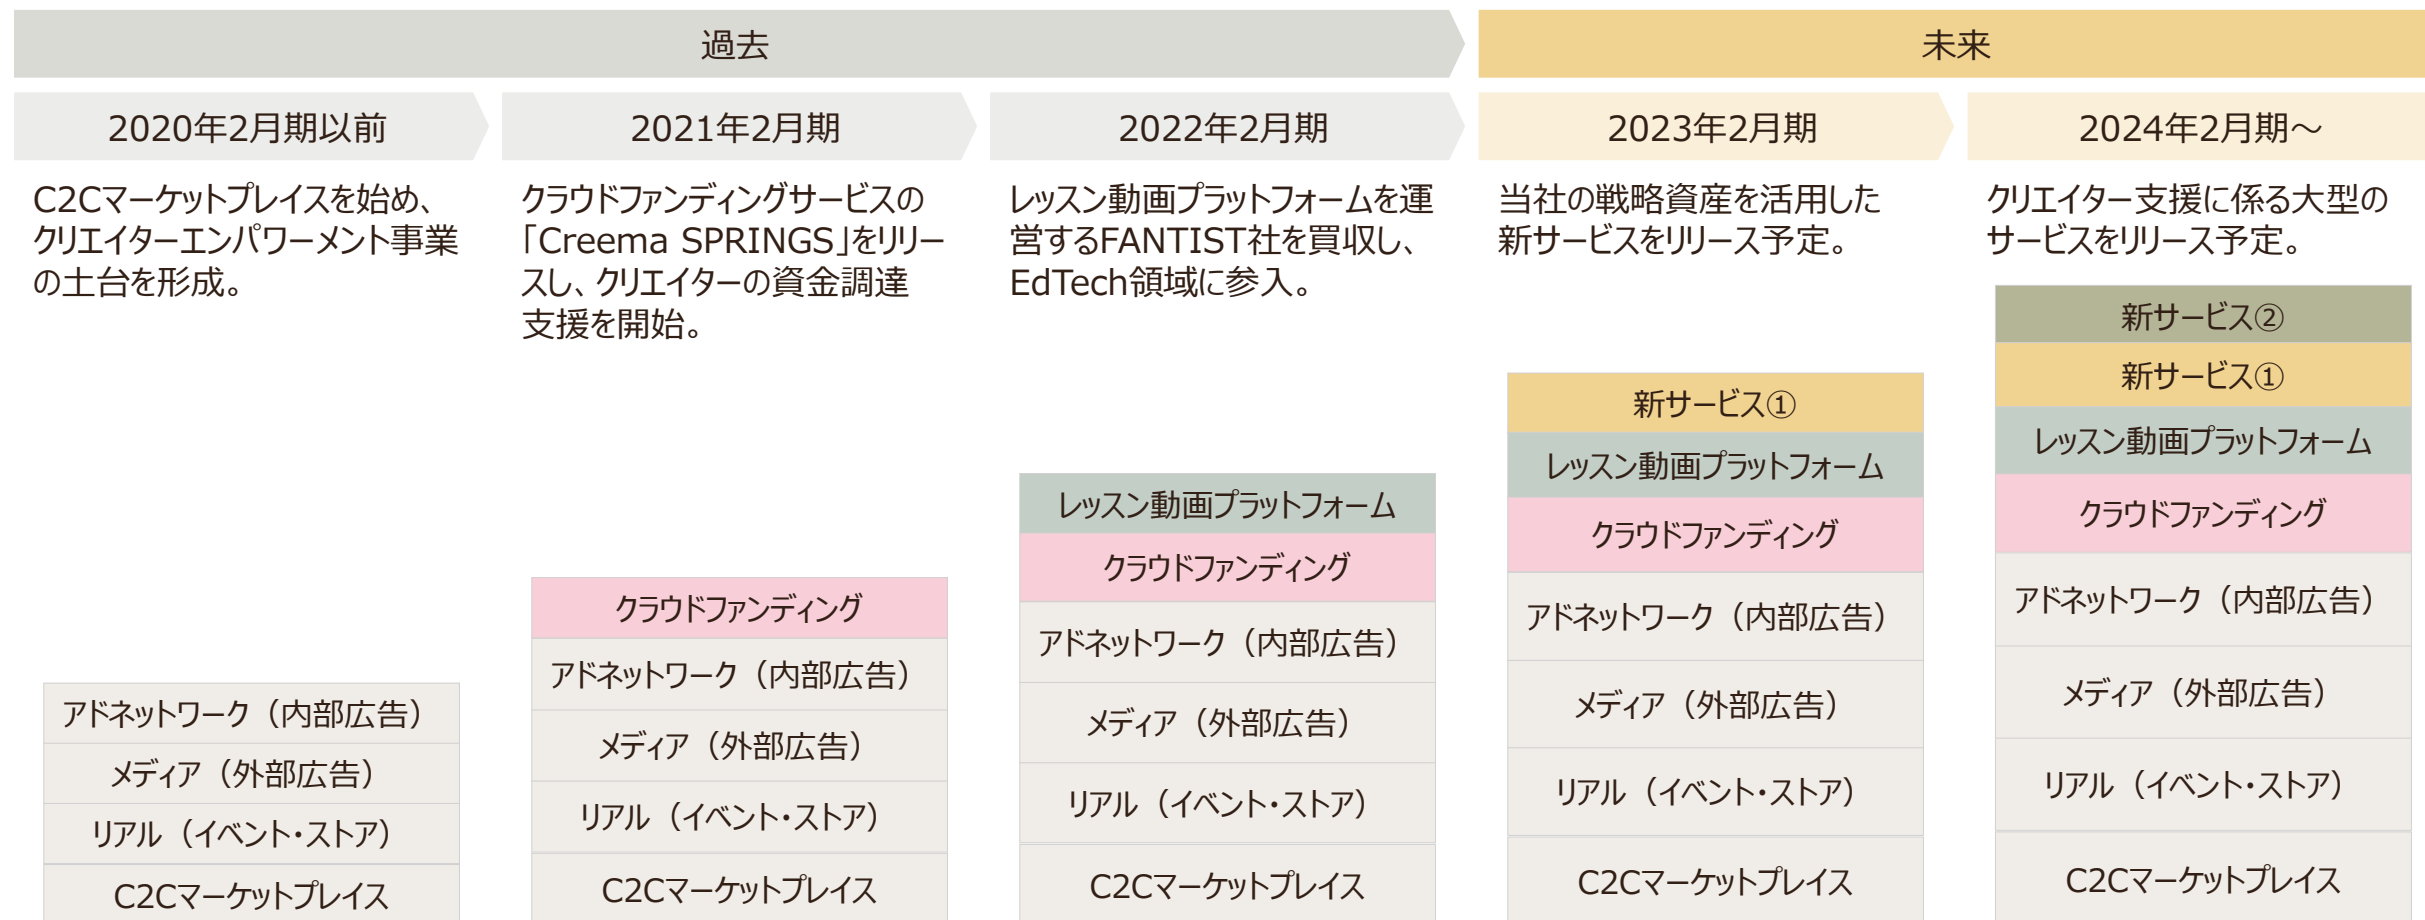 過去
未来
2020年2月期以前
2021年2月期
2022年2月期
2023年2月期
2024年2月期～
C2Cマーケットプレイスを始め、
クリエイターエンパワーメント事業
の土台を形成。
クラウドファンディングサービスの
「Creema SPRINGS」をリリー
スし、クリエイターの資金調達
支援を開始。
レッスン動画プラットフォームを運
営するFANTIST社を買収し、
EdTech領域に参入。
当社の戦略資産を活用した
新サービスをリリース予定。
クリエイター支援に係る大型の
サービスをリリース予定。
アドネットワーク（内部広告）
メディア（外部広告）
リアル（イベント・ストア）
C2Cマーケットプレイス
クラウドファンディング
アドネットワーク（内部広告）
メディア（外部広告）
リアル（イベント・ストア）
C2Cマーケットプレイス
レッスン動画プラットフォーム
クラウドファンディング
アドネットワーク（内部広告）
メディア（外部広告）
リアル（イベント・ストア）
C2Cマーケットプレイス
新サービス①
レッスン動画プラットフォーム
クラウドファンディング
アドネットワーク（内部広告）
メディア（外部広告）
リアル（イベント・ストア）
C2Cマーケットプレイス
新サービス②
新サービス①
レッスン動画プラットフォーム
クラウドファンディング
アドネットワーク（内部広告）
メディア（外部広告）
リアル（イベント・ストア）
C2Cマーケットプレイス